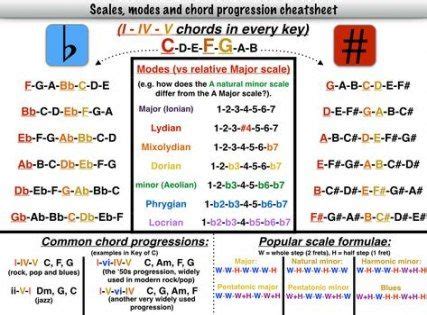 Scales, modes and chord progression cheatsheet
(I - IV - V chords in every key)
♭
C-D-E-F-G-A-B
#
F-G-A-Bb-C-D-E
Bb-C-D-Eb-F-G-A
Eb-F-G-Ab-Bb-C-D
Ab-B-C-Db-Eb-F-G
Db-Eb-F-G-Ab-Bb-C
Gb-Ab-Bb-C-Db-Eb-F
Modes (vs relative Major scale)
(e.g. how does the A natural minor scale
differ from the A Major scale?).
Major (Ionian) 1-2-3-4-5-6-7
Lydian 1-2-3-#4-5-6-7
Mixolydian 1-2-3-4-5-6-b7
Dorian 1-2-b3-4-5-6-b7
minor (Aeolian) 1-2-b3-4-5-b6-b7
Phrygian 1-b2-b3-4-5-b6-b7
Locrian 1-b2-b3-4-b5-b6-b7
G-A-B-C-D-E-F#
D-E-F#-G-A-B-C#
A-B-C#-D-E-F#-G#
E-F#-G#-A-B-C#-D#
B-C#-D#-E-F#-G#-A#
F#-G#-A#-B-C#-D#-E#
Common chord progressions:
(examples in Key of C)
I-IV-V C, F, G
(rock, pop and blues)
ii-V-I Dm, G, C
(jazz)
I-vi-IV-V C, Am, F, G
(the '50s progression, widely
used in modern rock/pop)
I-V-vi-IV C, G, Am, F
(another very widely used
progression)
Popular scale formulae:
W = whole step (2 frets), H = half step (1 fret)
Major:
W-W-H-W-W-W-H
Natural minor:
W-H-W-W-H-W-W
Harmonic minor:
W-H-W-W-H-W+H-H
Pentatonic major
W-W-W+H-W-W+H
Pentatonic minor
W+H-W-W-W+H-W
Blues
W+H-W-H-H-W+H-W